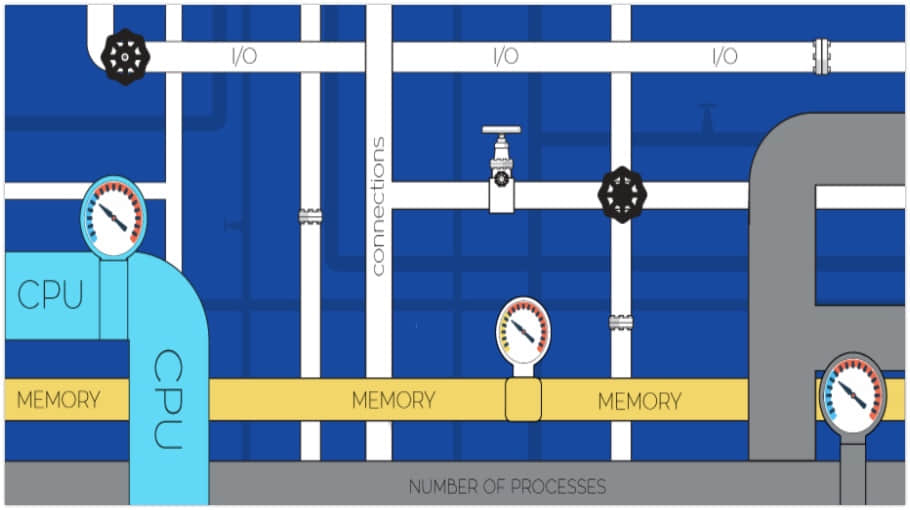 I/O
I/O
I/O
connections
CPU
CPU
MEMORY
MEMORY
MEMORY
NUMBER OF PROCESSES